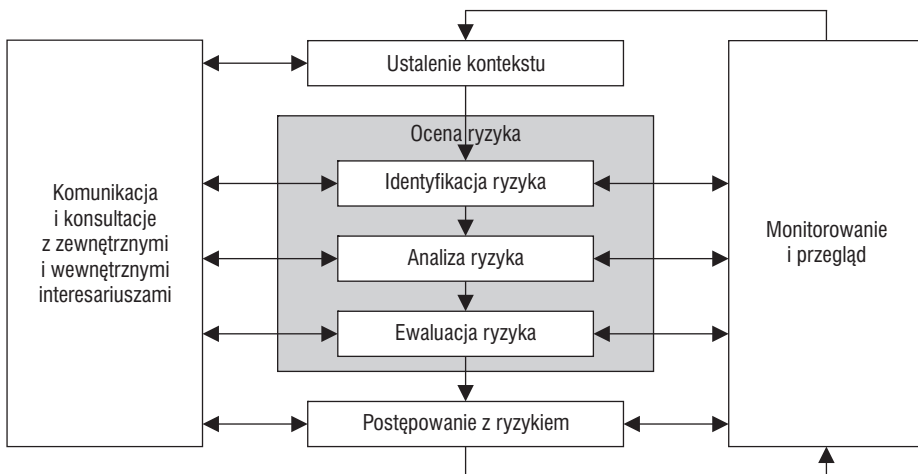 Ustalenie kontekstu
Ocena ryzyka
Identyfikacja ryzyka
Analiza ryzyka
Ewaluacja ryzyka
Postępowanie z ryzykiem
Komunikacja
i konsultacje
z zewnętrznymi
i wewnętrznymi
interesariuszami
Monitorowanie
i przegląd